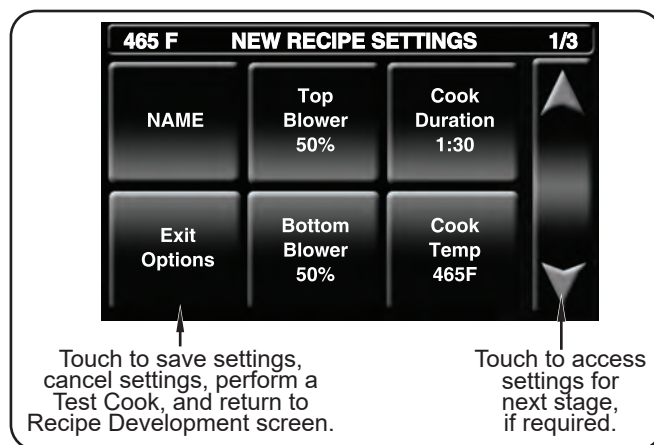 465 F NEW RECIPE SETTINGS 1/3
NAME
Top
Blower
50%
Cook
Duration
1:30
Exit
Options
Bottom
Blower
50%
Cook
Temp
465F
Touch to save settings,
cancel settings, perform a
Test Cook, and return to
Recipe Development screen.
Touch to access
settings for
next stage,
if required.